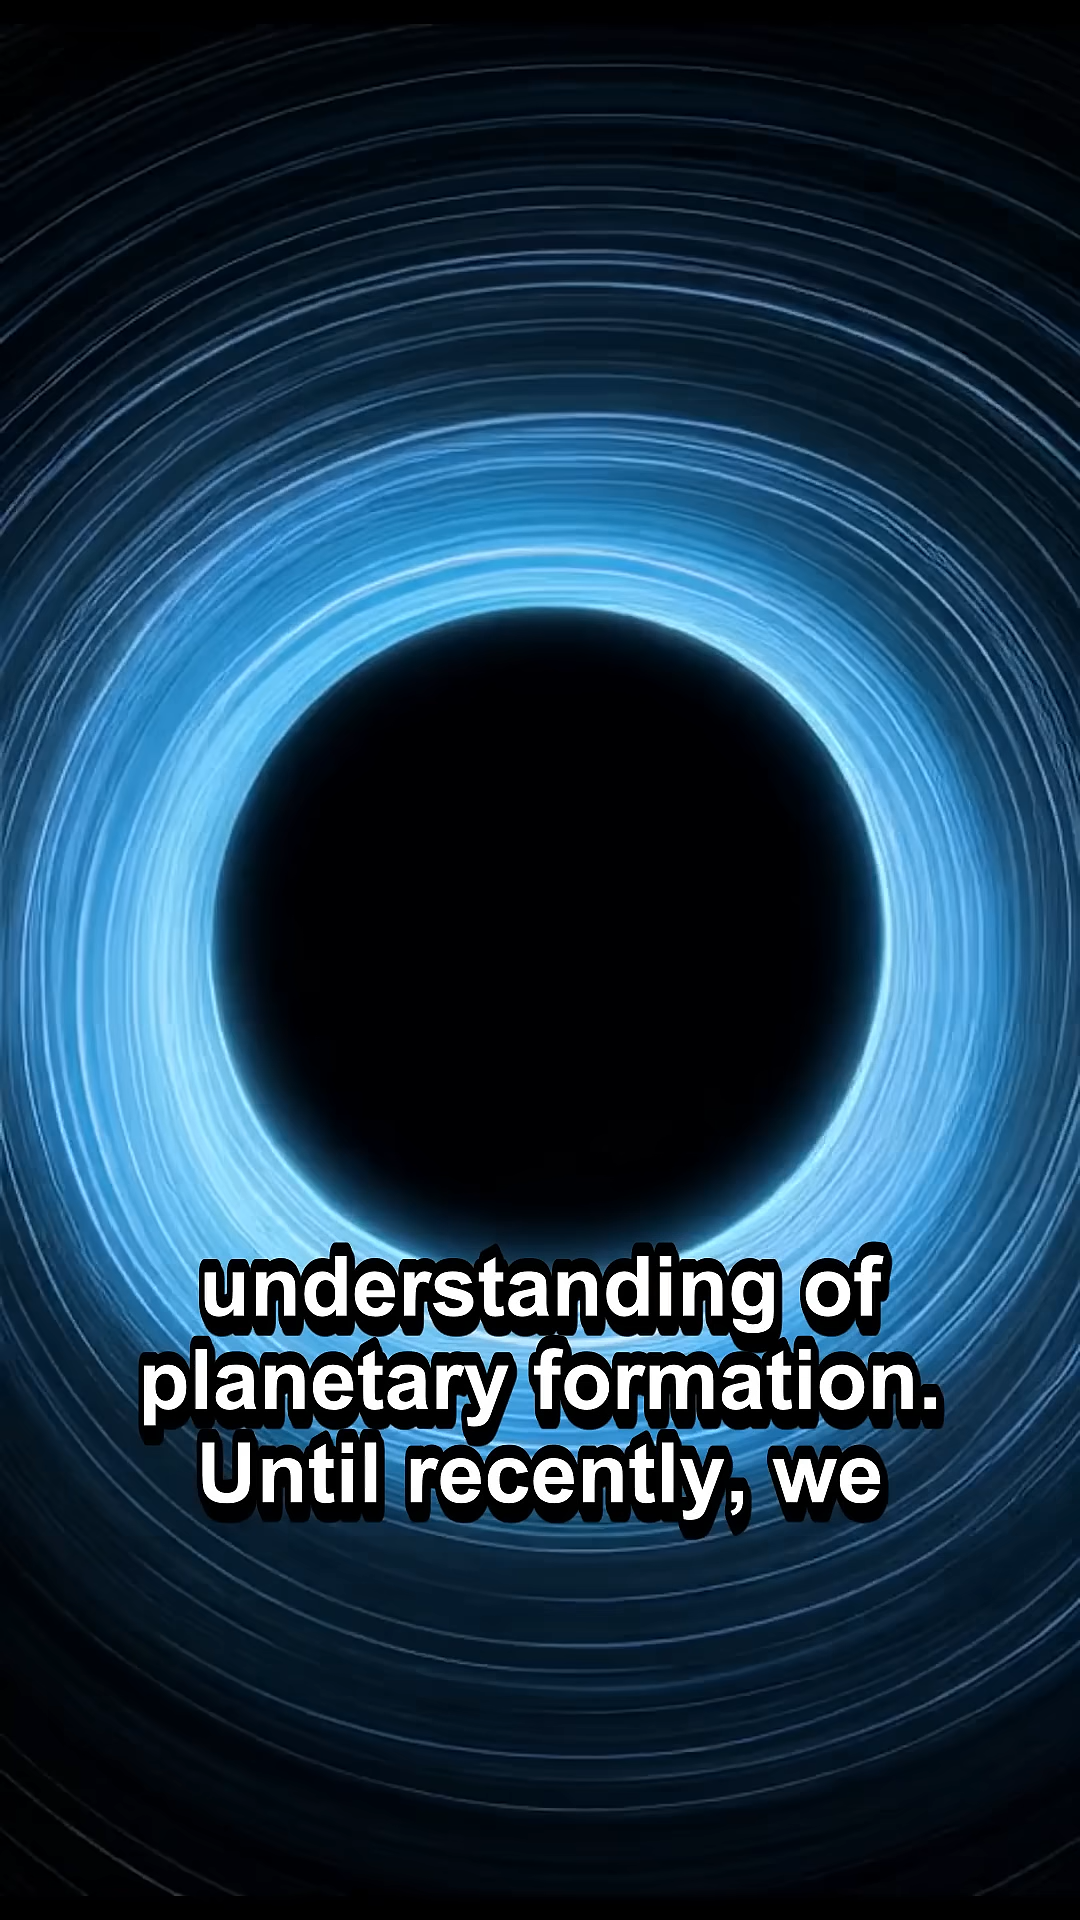 understanding of
planetary formation.
Until recently, we